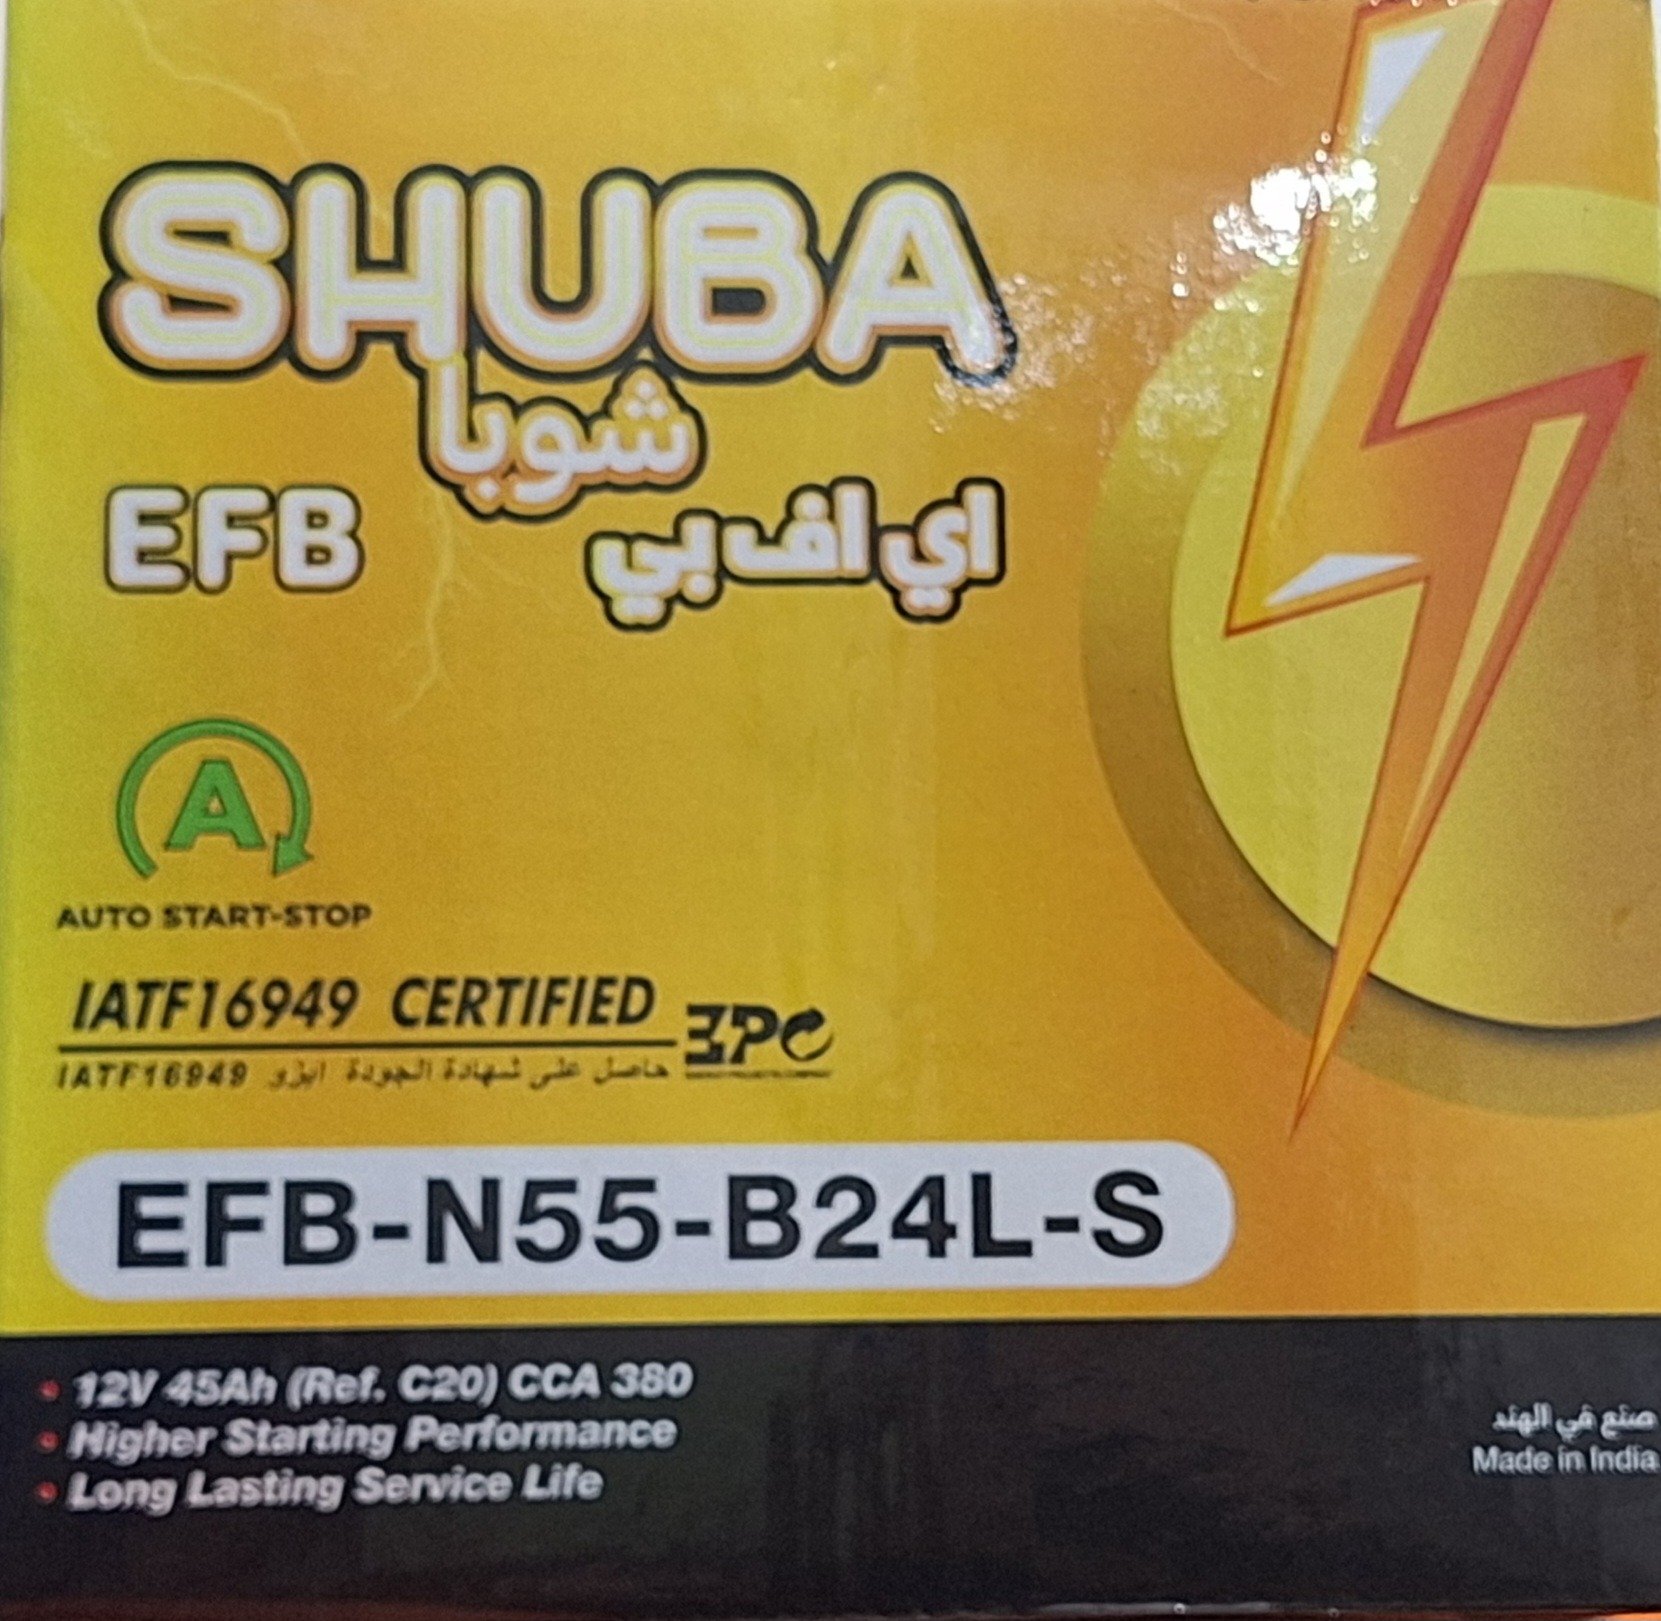 SHUBA
شوبا
EFB
اي اف بي
A
AUTO START-STOP
IATF16949 CERTIFIED
حاصل على شهادة الجودة ايزو IATF16949
EPC
EFB-N55-B24L-S
12V 45Ah (Ref. C20) CCA 380
Higher Starting Performance
Long Lasting Service Life
صنع في الهند
Made in India